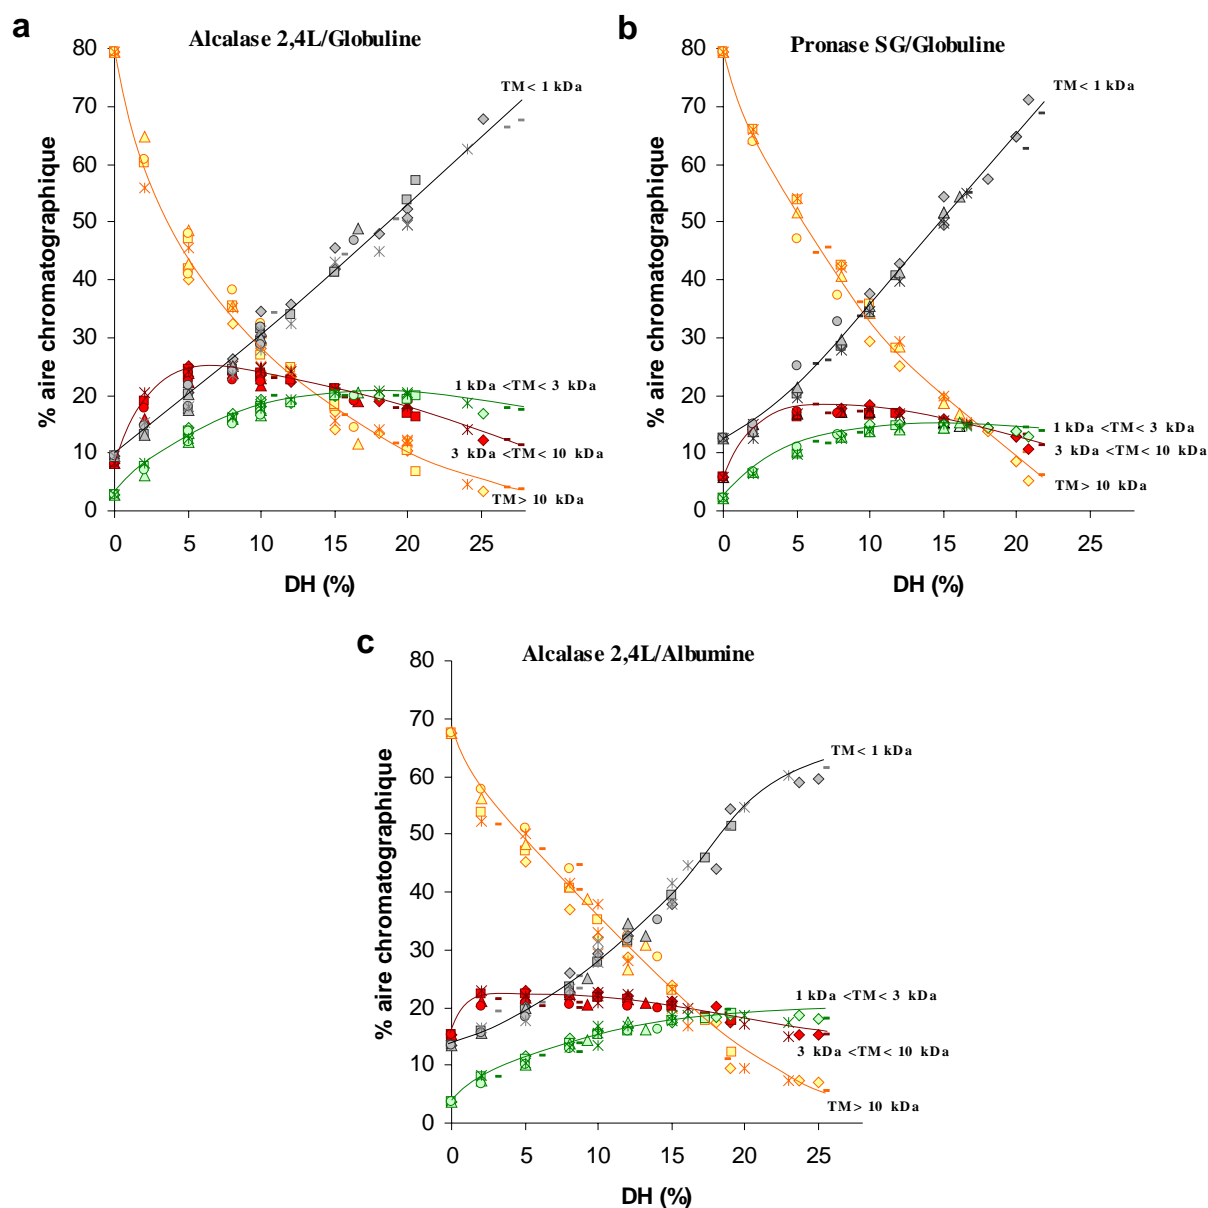 a
Alcalase 2,4L/Globuline
% aire chromatographique
80
70
60
50
40
30
20
10
0
0 5 10 15 20 25
DH (%)
TM< 1 kDa
1 kDa <TM< 3 kDa
3 kDa <TM< 10 kDa
TM> 10 kDa
b
Pronase SG/Globuline
% aire chromatographique
80
70
60
50
40
30
20
10
0
0 5 10 15 20 25
DH (%)
TM< 1 kDa
1 kDa <TM< 3 kDa
3 kDa <TM< 10 kDa
TM> 10 kDa
c
Alcalase 2,4L/Albumine
% aire chromatographique
80
70
60
50
40
30
20
10
0
0 5 10 15 20 25
DH (%)
TM< 1 kDa
1 kDa <TM< 3 kDa
3 kDa <TM< 10 kDa
TM> 10 kDa